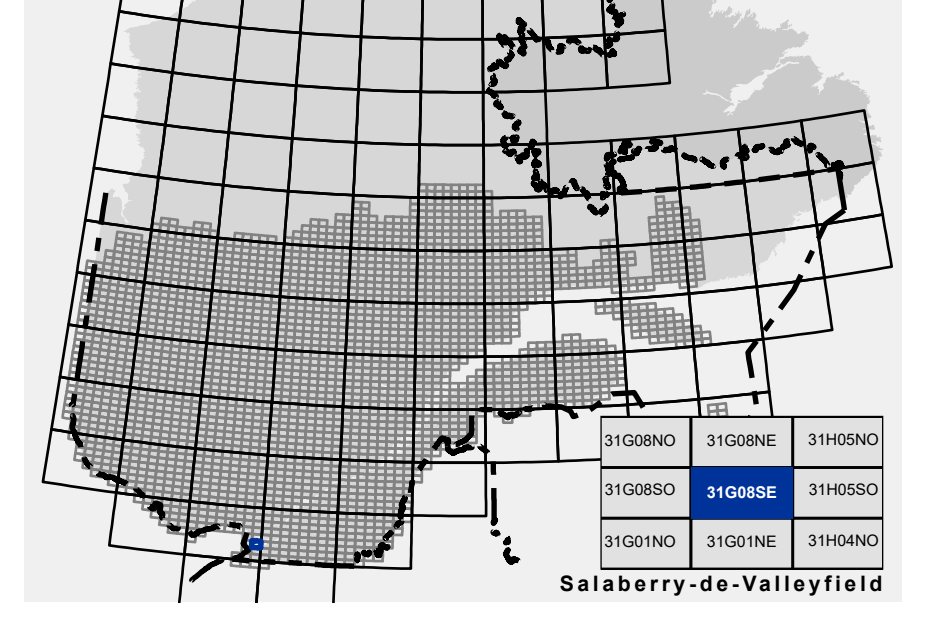 31G08NO 31G08NE 31H05NO
31G08SO 31G08SE 31H05SO
31G01NO 31G01NE 31H04NO
Salaberry-de-Valleyfield